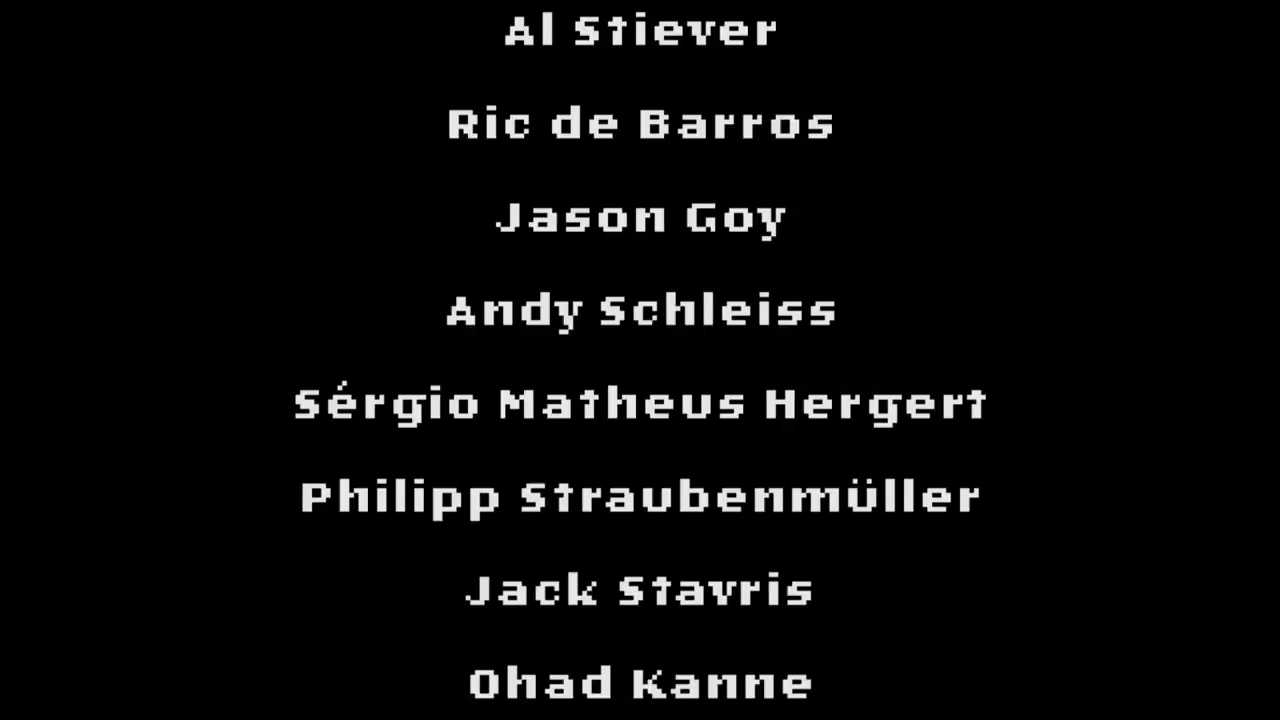 Al Stiever
Ric de Barros
Jason Goy
Andy Schleiss
Sérgio Matheus Hergert
Philipp Straubenmüller
Jack Stavris
Ohad Kanne